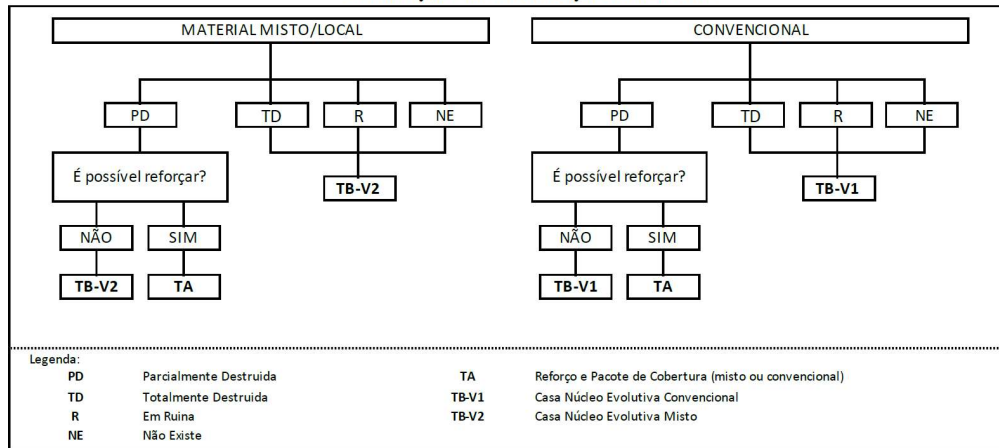 MATERIAL MISTO/LOCAL
PD TD R NE
É possível reforçar?
TB-V2
NÃO SIM
TB-V2 TA
CONVENCIONAL
PD TD R NE
É possível reforçar?
TB-V1
NÃO SIM
TB-V1 TA
Legenda:
PD Parcialmente Destruida
TD Totalmente Destruida
R Em Ruina
NE Não Existe
TA Reforço e Pacote de Cobertura (misto ou convencional)
TB-V1 Casa Núcleo Evolutiva Convencional
TB-V2 Casa Núcleo Evolutiva Misto